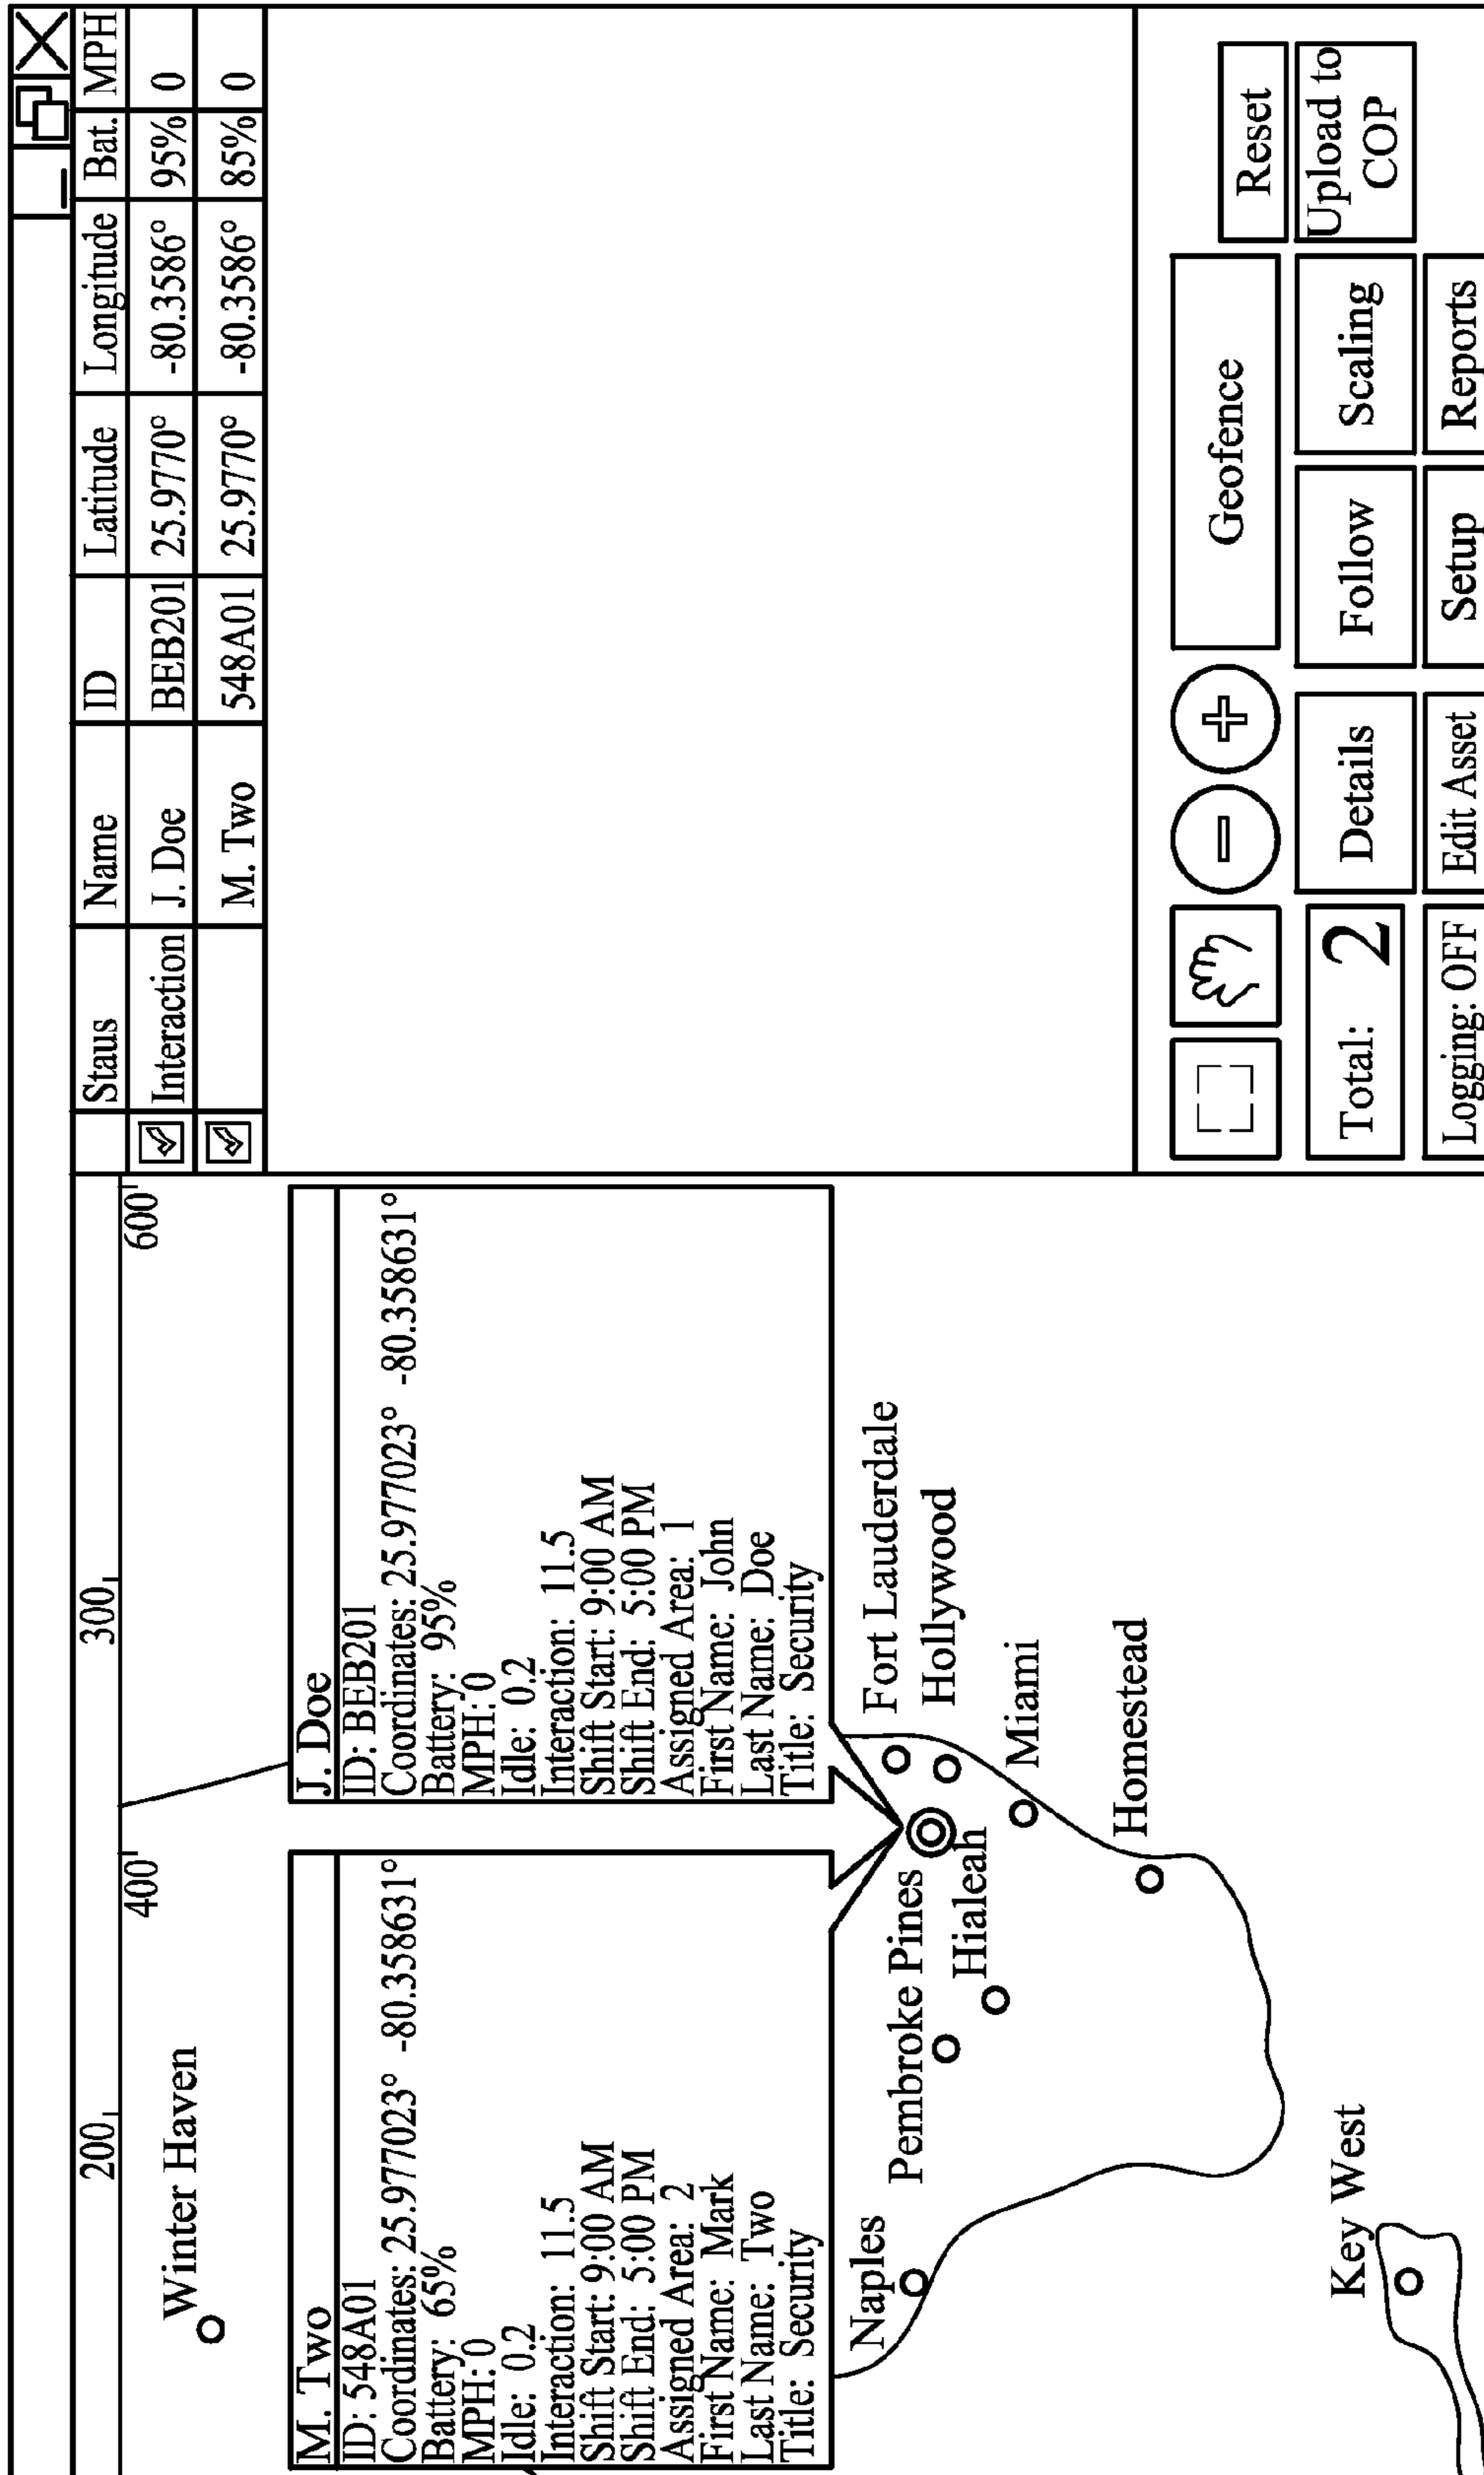 200
300
400
600
Winter Haven
M. Two
ID: 548A01
Coordinates: 25.977023° -80.358631°
Battery: 65%
MPH: 0
Idle: 0.2
Interaction: 11.5
Shift Start: 9:00 AM
Shift End: 5:00 PM
Assigned Area: 2
First Name: Mark
Last Name: Two
Title: Security
J. Doe
ID: BEB201
Coordinates: 25.977023° -80.358631°
Battery: 95%
MPH: 0
Idle: 0.2
Interaction: 11.5
Shift Start: 9:00 AM
Shift End: 5:00 PM
Assigned Area: 1
First Name: John
Last Name: Doe
Title: Security
Naples
Pembroke Pines
Fort Lauderdale
Hollywood
Hialeah
Miami
Homestead
Key West
Staus Name ID Latitude Longitude Bat. MPH
Interaction J. Doe BEB201 25.9770° -80.3586° 95% 0
M. Two 548A01 25.9770° -80.3586° 85% 0
Geofence
Reset
Total: 2
Details
Follow
Scaling
Upload to
COP
Logging: OFF
Edit Asset
Setup
Reports